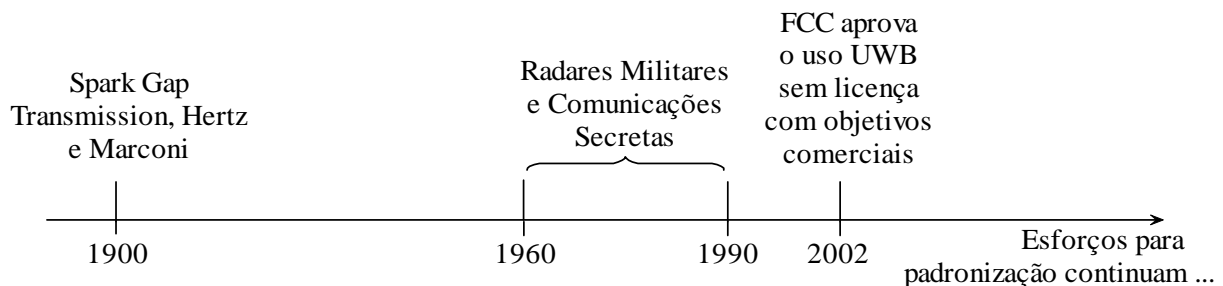 Spark Gap
Transmission, Hertz
e Marconi
Radares Militares
e Comunicações
Secretas
FCC aprova
o uso UWB
sem licença
com objetivos
comerciais
1900
1960
1990
2002
Esforços para
padronização continuam ...